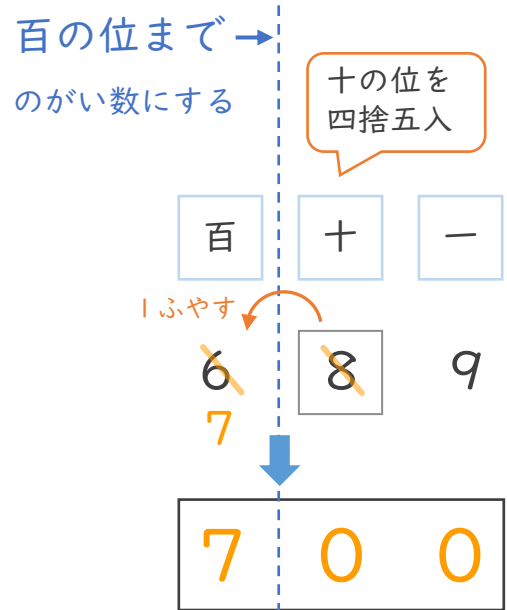 百の位まで
のがい数にする
十の位を
四捨五入
百 十 一
1ふやす
6 8 9
7
7 0 0